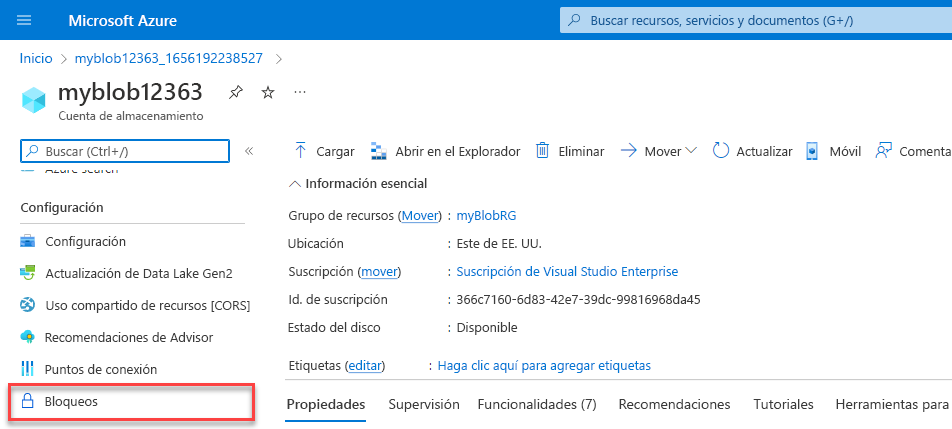 Microsoft Azure
Buscar recursos, servicios y documentos (G+/)
Inicio > myblob12363_1656192238527 >
myblob12363 ...
Cuenta de almacenamiento
Buscar (Ctrl+/) «
Azure search
Configuración
Configuración
Actualización de Data Lake Gen2
Uso compartido de recursos [CORS]
Recomendaciones de Advisor
Puntos de conexión
Bloqueos
Cargar Abrir en el Explorador Eliminar Mover Actualizar Móvil Comenta
Información esencial
Grupo de recursos (Mover) : myBlobRG
Ubicación : Este de EE. UU.
Suscripción (mover) : Suscripción de Visual Studio Enterprise
Id. de suscripción : 366c7160-6d83-42e7-39dc-99816968da45
Estado del disco : Disponible
Etiquetas (editar) : Haga clic aquí para agregar etiquetas
Propiedades Supervisión Funcionalidades (7) Recomendaciones Tutoriales Herramientas para